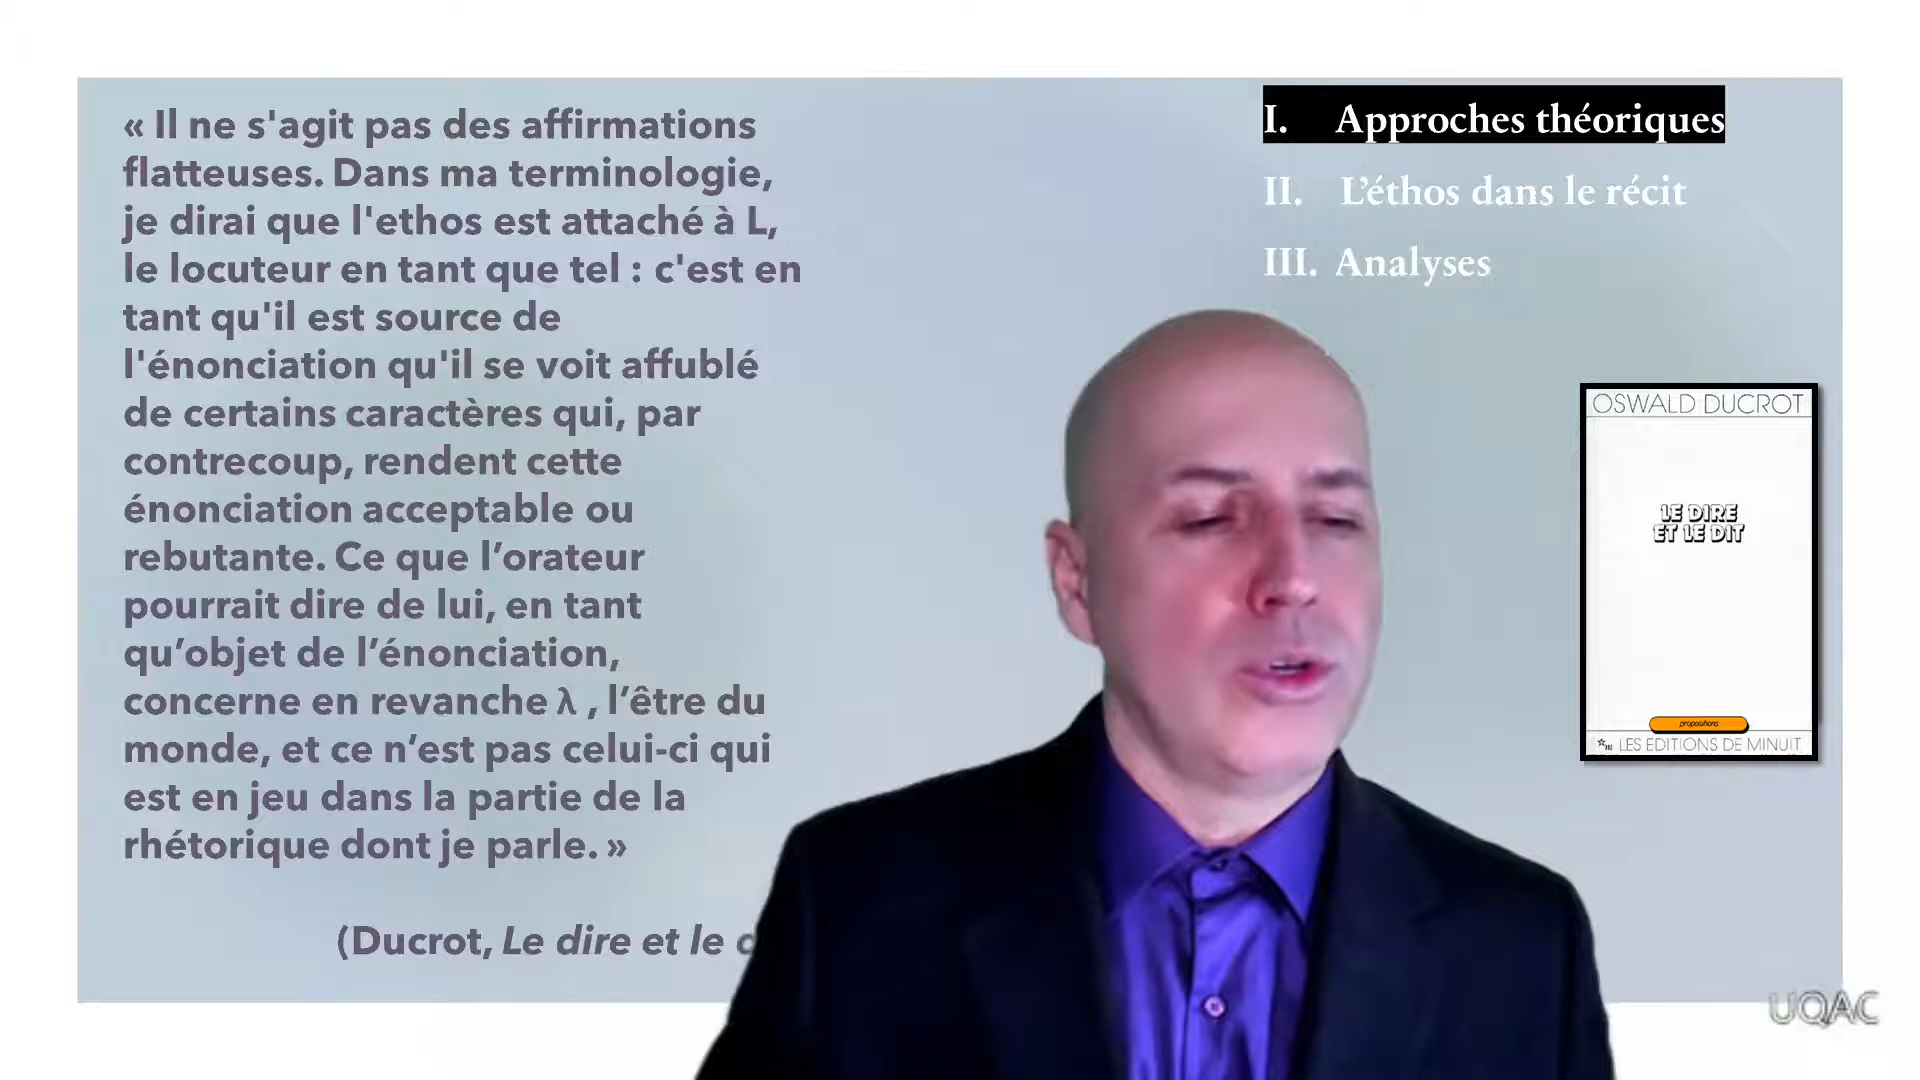 « Il ne s'agit pas des affirmations
flatteuses. Dans ma terminologie,
je dirai que l'ethos est attaché à L,
le locuteur en tant que tel : c'est en
tant qu'il est source de
l'énonciation qu'il se voit affublé
de certains caractères qui, par
contrecoup, rendent cette
énonciation acceptable ou
rebutante. Ce que l’orateur
pourrait dire de lui, en tant
qu’objet de l’énonciation,
concerne en revanche λ , l’être du
monde, et ce n’est pas celui-ci qui
est en jeu dans la partie de la
rhétorique dont je parle. »
(Ducrot, Le dire et le
I. Approches théoriques
II. L’éthos dans le récit
III. Analyses
OSWALD DUCROT
LE DIRE
ET LE DIT
propositions
LES EDITIONS DE MINUIT
UQAC